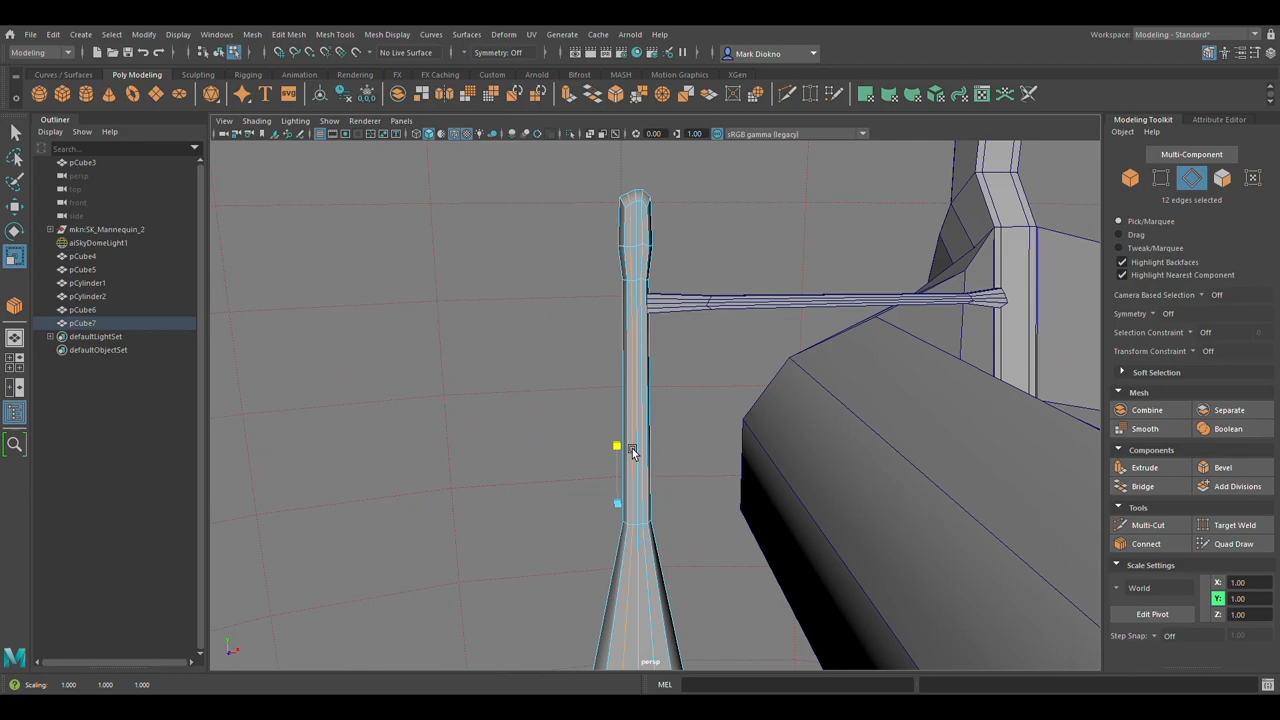 File Edit Create Select Modify Display Windows Mesh Edit Mesh Mesh Tools Mesh Display Curves Surfaces Deform UV Generate Cache Arnold Help Workspace: Modeling - Standard*
Modeling No Live Surface Symmetry: Off Mark Diokno
Curves / Surfaces Poly Modeling Sculpting Rigging Animation Rendering FX FX Caching Custom Arnold Bifrost MASH Motion Graphics XGen
Outliner
Display Show Help
Search...
pCube3
persp
top
front
side
mkn:SK_Mannequin_2
aiSkyDomeLight1
pCube4
pCube5
pCylinder1
pCylinder2
pCube6
pCube7
defaultLightSet
defaultObjectSet
View Shading Lighting Show Renderer Panels
0.00 1.00 sRGB gamma (legacy)
persp
Modeling Toolkit Attribute Editor
Object Help
Multi-Component
12 edges selected
Pick/Marquee
Drag
Tweak/Marquee
Highlight Backfaces
Highlight Nearest Component
Camera Based Selection Off
Symmetry Off
Selection Constraint Off 0
Transform Constraint Off
Soft Selection
Mesh
Combine Separate
Smooth Boolean
Components
Extrude Bevel
Bridge Add Divisions
Tools
Multi-Cut Target Weld
Connect Quad Draw
Scale Settings
World X: 1.00
Y: 1.00
Edit Pivot Z: 1.00
Step Snap: Off 1.00
Scaling: 1.000 1.000 1.000 MEL